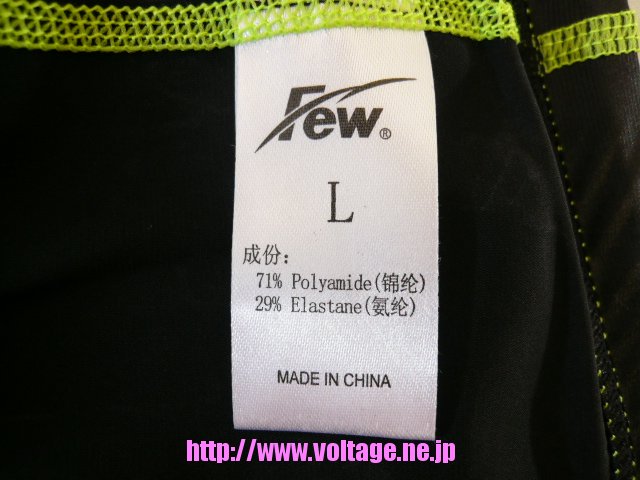 Few®
L
成份：
71% Polyamide(锦纶)
29% Elastane(氨纶)
MADE IN CHINA
http://www.voltage.ne.jp